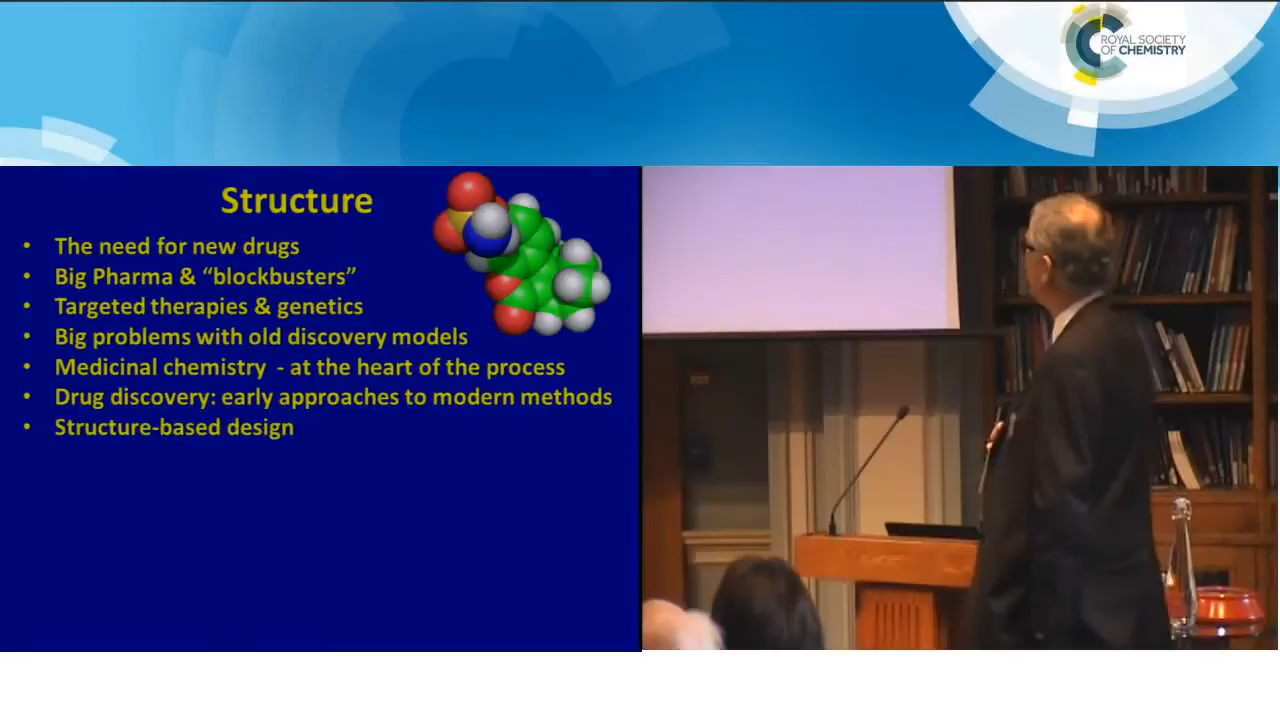 ROYAL SOCIETY
OF CHEMISTRY
Structure
• The need for new drugs
• Big Pharma & “blockbusters”
• Targeted therapies & genetics
• Big problems with old discovery models
• Medicinal chemistry - at the heart of the process
• Drug discovery: early approaches to modern methods
• Structure-based design